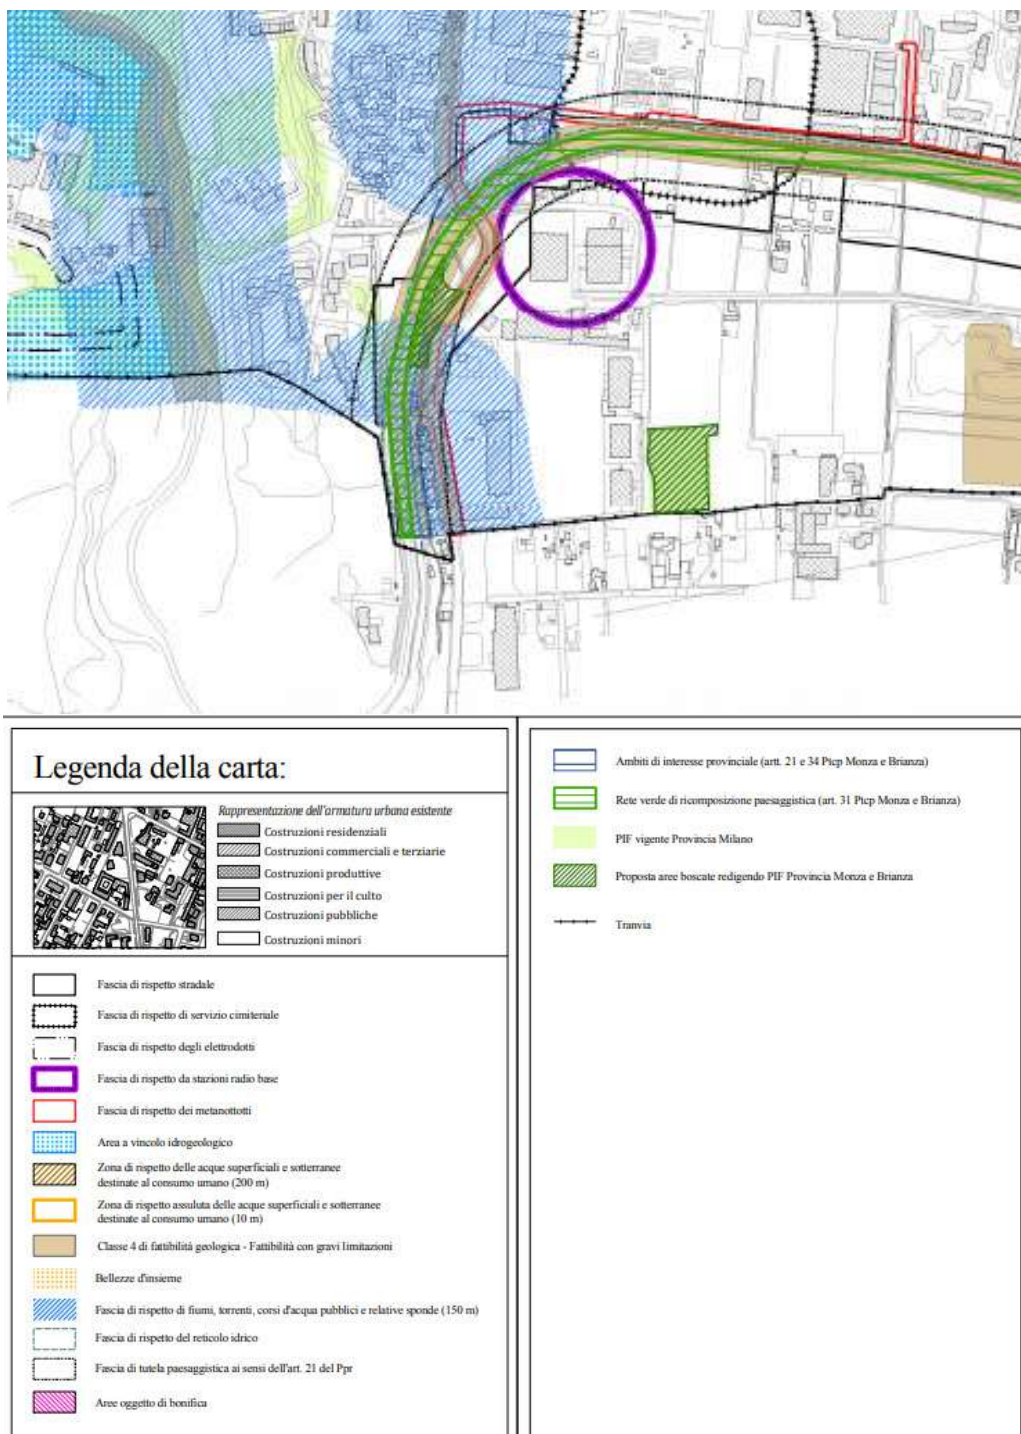 Legenda della carta:
Rappresentazione dell'armatura urbana esistente
Costruzioni residenziali
Costruzioni commerciali e terziarie
Costruzioni produttive
Costruzioni per il culto
Costruzioni pubbliche
Costruzioni minori
Fascia di rispetto stradale
Fascia di rispetto di servizio cimiteriale
Fascia di rispetto degli elettrodotti
Fascia di rispetto da stazioni radio base
Fascia di rispetto dei metanottotti
Area a vincolo idrogeologico
Zona di rispetto delle acque superficiali e sotterranee
destinate al consumo umano (200 m)
Zona di rispetto assuluta delle acque superficiali e sotterranee
destinate al consumo umano (10 m)
Classe 4 di fattibilità geologica - Fattibilità con gravi limitazioni
Bellezze d'insieme
Fascia di rispetto di fiumi, torrenti, corsi d'acqua pubblici e relative sponde (150 m)
Fascia di rispetto del reticolo idrico
Fascia di tutela paesaggistica ai sensi dell'art. 21 del Ppr
Aree oggetto di bonifica
Ambiti di interesse provinciale (artt. 21 e 34 Ptcp Monza e Brianza)
Rete verde di ricomposizione paesaggistica (art. 31 Ptcp Monza e Brianza)
PIF vigente Provincia Milano
Proposta aree boscate redigendo PIF Provincia Monza e Brianza
Tranvia